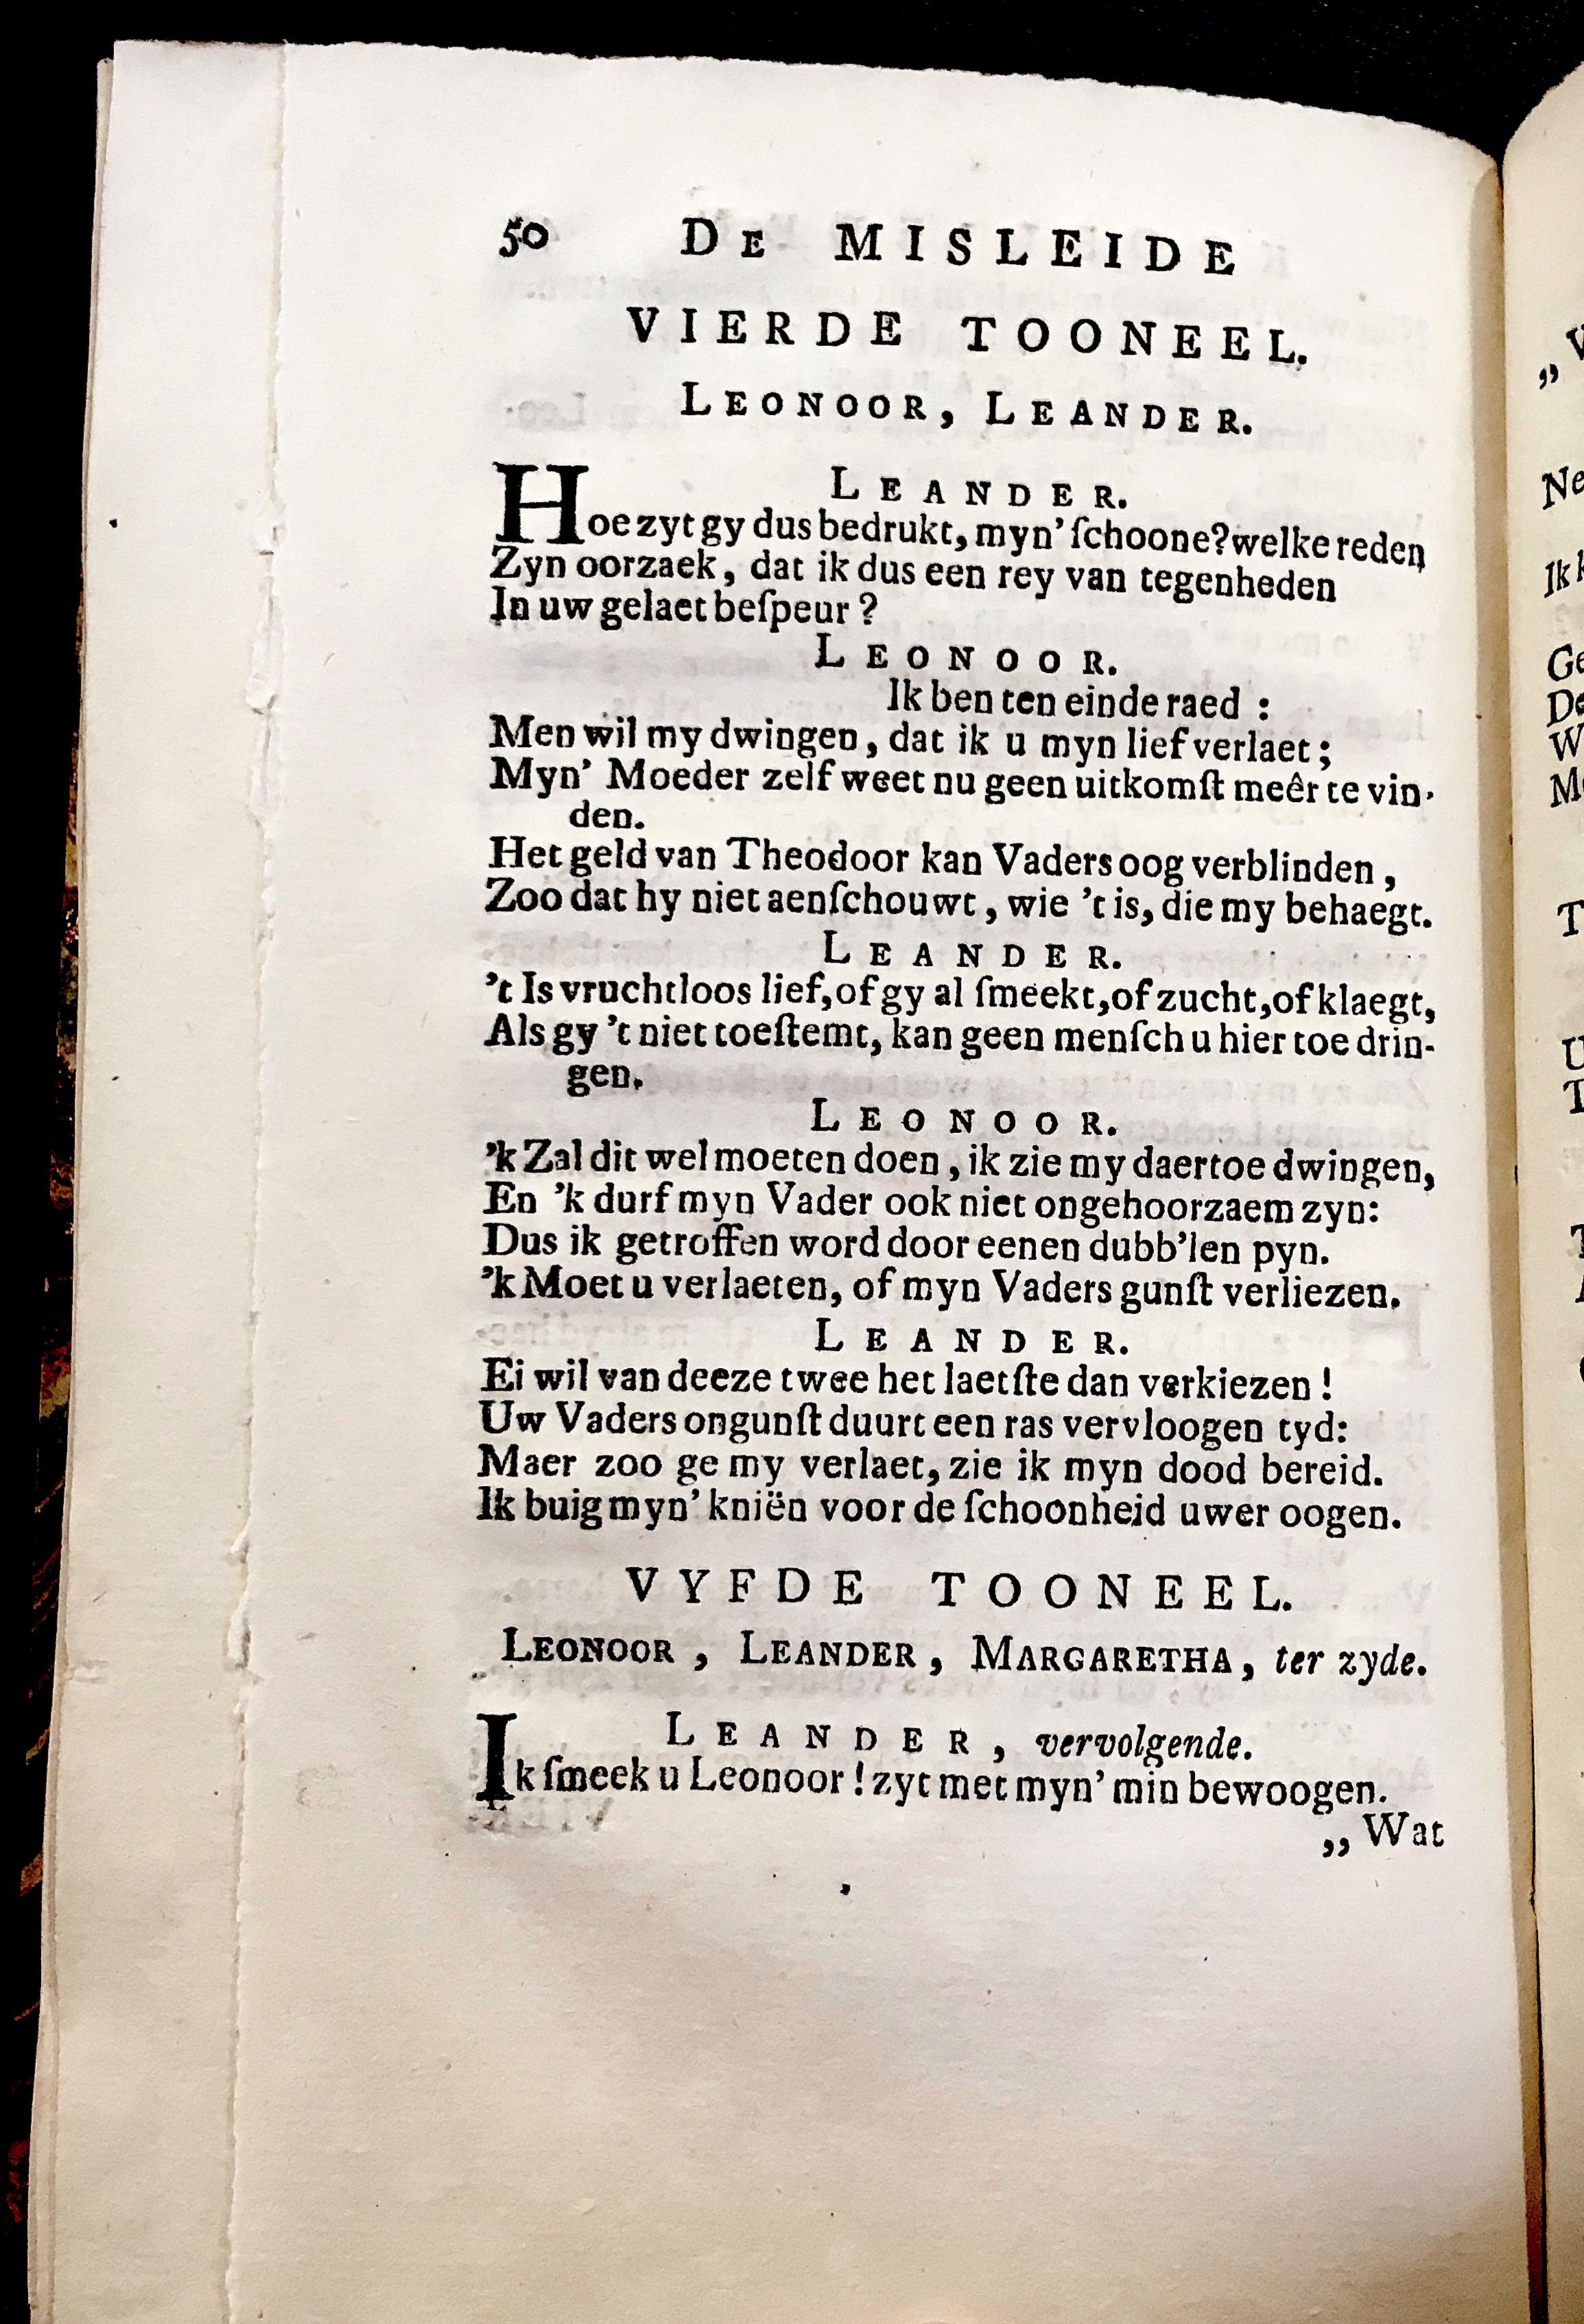 50 De MISLEIDE
VIERDE TOONEEL.
LEONOOR, LEANDER.
LEANDER.
Hoe zyt gy dus bedrukt, myn' ſchoone? welke reden
Zyn oorzaek, dat ik dus een rey van tegenheden
In uw gelaet beſpeur?
LEONOOR.
Ik ben ten einde raed :
Men wil my dwingen, dat ik u myn lief verlaet;
Myn' Moeder zelf weet nu geen uitkomſt meêr te vin-
den.
Het geld van Theodoor kan Vaders oog verblinden,
Zoo dat hy niet aenſchouwt, wie 't is, die my behaegt.
LEANDER.
't Is vruchtloos lief, of gy al ſmeekt, of zucht, of klaegt,
Als gy 't niet toeſtemt, kan geen menſch u hier toe drin-
gen.
LEONOOR.
'k Zal dit wel moeten doen, ik zie my daertoe dwingen,
En 'k durf myn Vader ook niet ongehoorzaem zyn:
Dus ik getroffen word door eenen dubb'len pyn.
'k Moet u verlaeten, of myn Vaders gunſt verliezen.
LEANDER.
Ei wil van deeze twee het laetſte dan verkiezen!
Uw Vaders ongunſt duurt een ras vervloogen tyd:
Maer zoo ge my verlaet, zie ik myn dood bereid.
Ik buig myn' kniën voor de ſchoonheid uwer oogen.
VYFDE TOONEEL.
LEONOOR, LEANDER, MARGARETHA, ter zyde.
LEANDER, vervolgende.
Ik ſmeek u Leonoor! zyt met myn' min bewoogen.
„ Wat